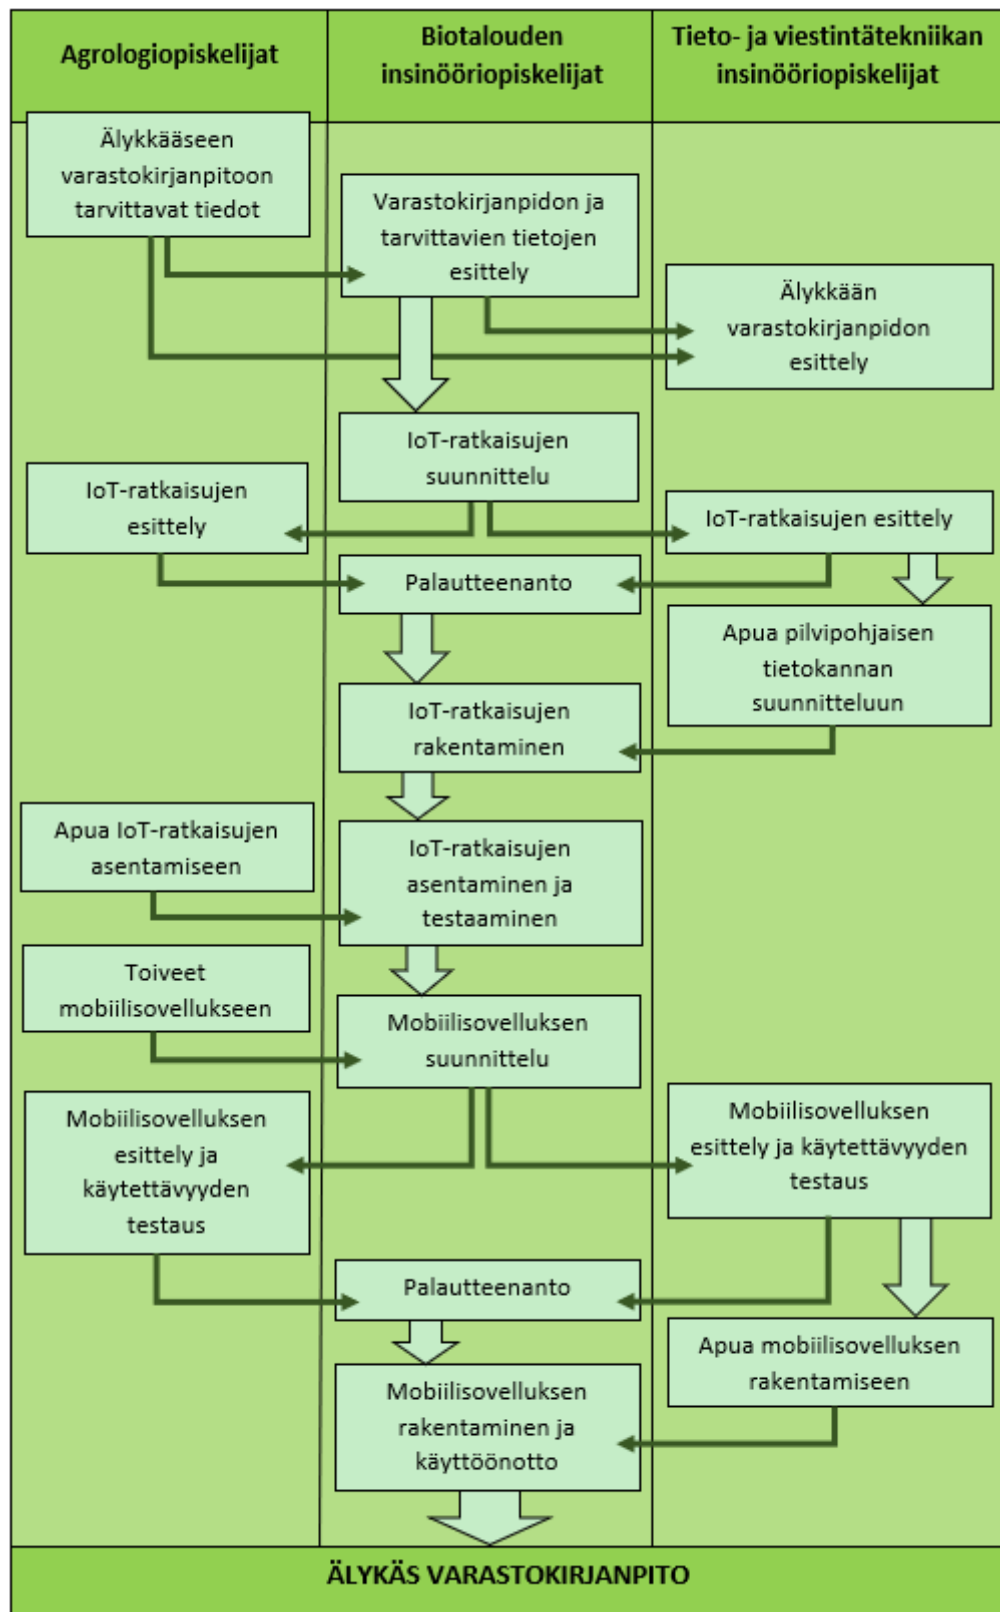 Agrologiopiskelijat
Biotalouden
insinööriopiskelijat
Tieto- ja viestintätekniikan
insinööriopiskelijat
Älykkääseen
varastokirjanpitoon
tarvittavat tiedot
Varastokirjanpidon ja
tarvittavien tietojen
esittely
Älykkään
varastokirjanpidon
esittely
IoT-ratkaisujen
suunnittelu
IoT-ratkaisujen
esittely
IoT-ratkaisujen esittely
Palautteenanto
Apua pilvipohjaisen
tietokannan
suunnitteluun
IoT-ratkaisujen
rakentaminen
Apua IoT-ratkaisujen
asentamiseen
IoT-ratkaisujen
asentaminen ja
testaaminen
Toiveet
mobiilisovellukseen
Mobiilisovelluksen
suunnittelu
Mobiilisovelluksen
esittely ja
käytettävyyden
testaus
Mobiilisovelluksen
esittely ja käytettävyyden
testaus
Palautteenanto
Apua mobiilisovelluksen
rakentamiseen
Mobiilisovelluksen
rakentaminen ja
käyttöönotto
ÄLYKÄS VARASTOKIRJANPITO